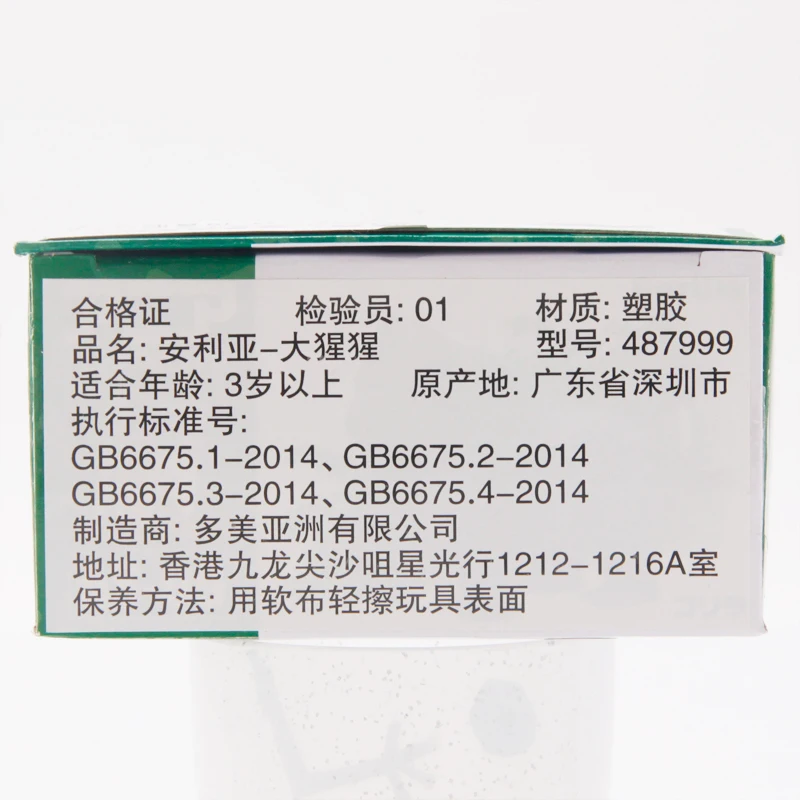 合格证 检验员: 01 材质: 塑胶
品名: 安利亚-大猩猩 型号: 487999
适合年龄: 3岁以上 原产地: 广东省深圳市
执行标准号:
GB6675.1-2014、GB6675.2-2014
GB6675.3-2014、GB6675.4-2014
制造商: 多美亚洲有限公司
地址: 香港九龙尖沙咀星光行1212-1216A室
保养方法: 用软布轻擦玩具表面